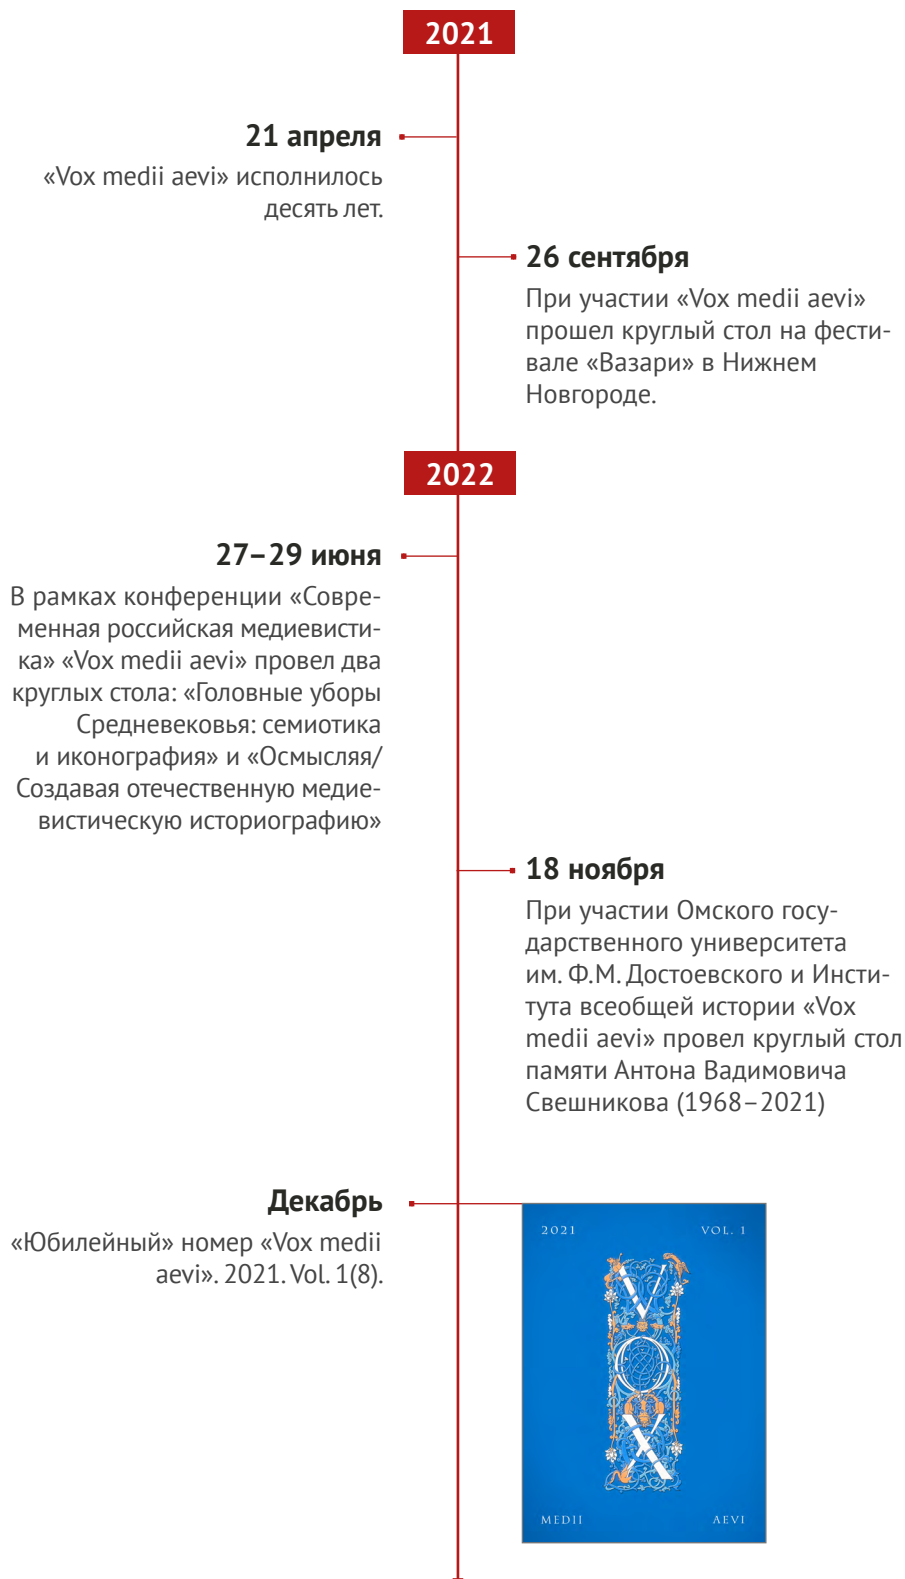 2021
21 апреля
«Vox medii aevi» исполнилось
десять лет.
26 сентября
При участии «Vox medii aevi»
прошел круглый стол на фести-
вале «Вазари» в Нижнем
Новгороде.
2022
27–29 июня
В рамках конференции «Совре-
менная российская медиевисти-
ка» «Vox medii aevi» провел два
круглых стола: «Головные уборы
Средневековья: семиотика
и иконография» и «Осмысляя/
Создавая отечественную медие-
вистическую историографию»
18 ноября
При участии Омского госу-
дарственного университета
им. Ф.М. Достоевского и Инсти-
тута всеобщей истории «Vox
medii aevi» провел круглый стол
памяти Антона Вадимовича
Свешникова (1968–2021)
Декабрь
«Юбилейный» номер «Vox medii
aevi». 2021. Vol. 1(8).
2021 VOL. 1
V
O
X
MEDII AEVI